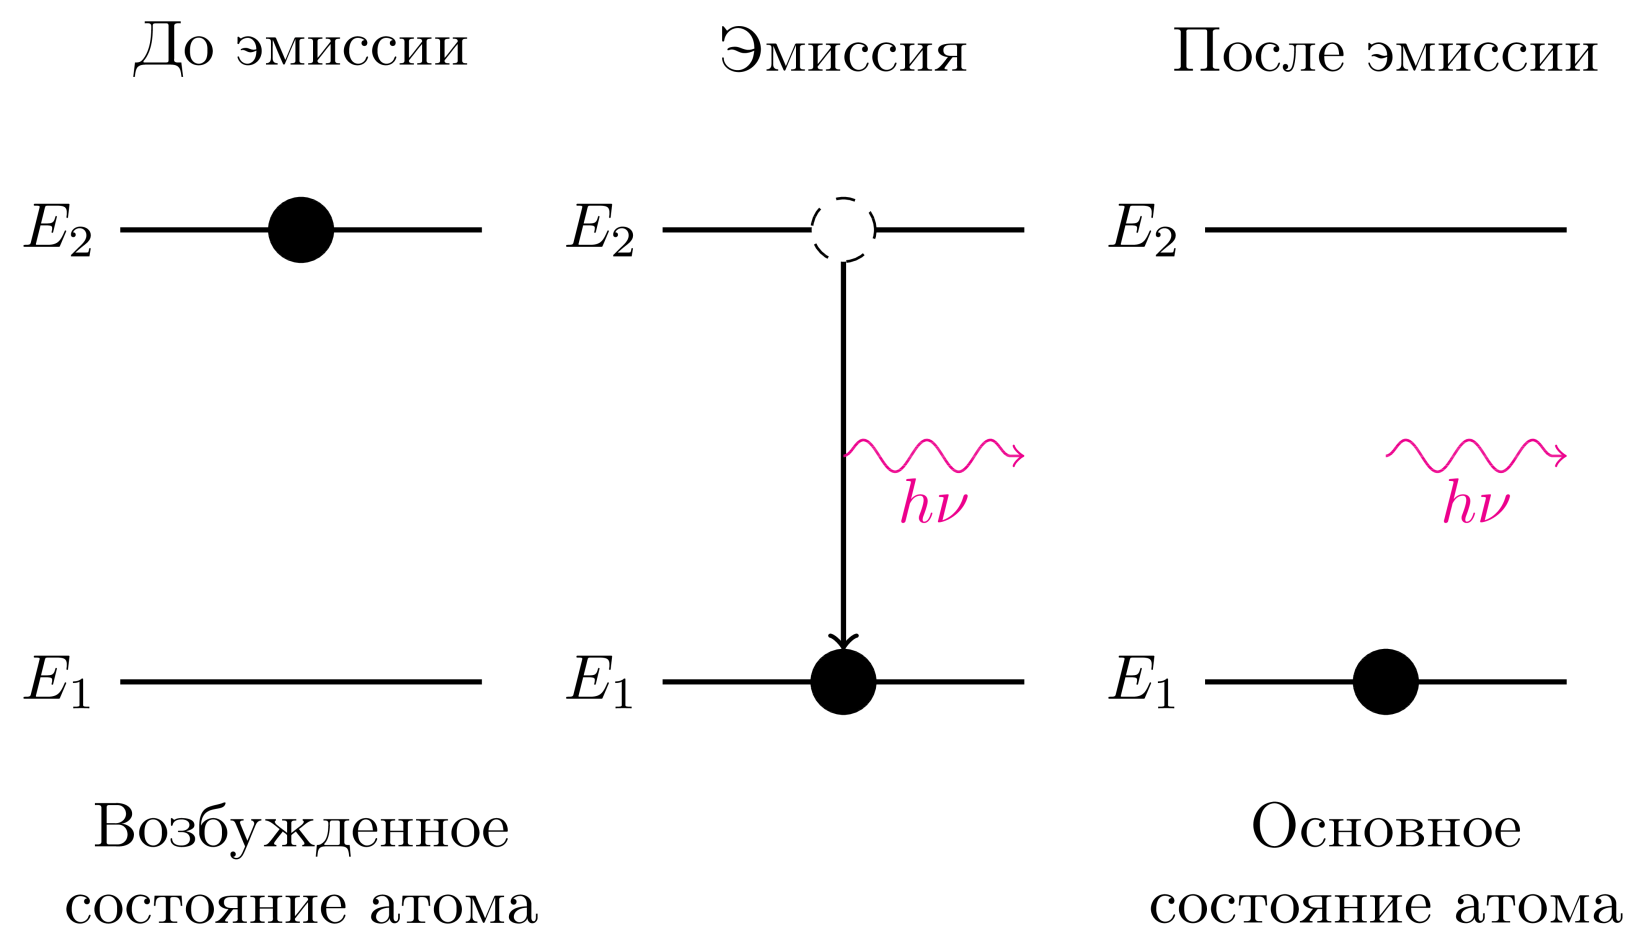 До эмиссии
Эмиссия
После эмиссии
E₂
E₂
E₂
hν
hν
E₁
E₁
E₁
Возбужденное
состояние атома
Основное
состояние атома